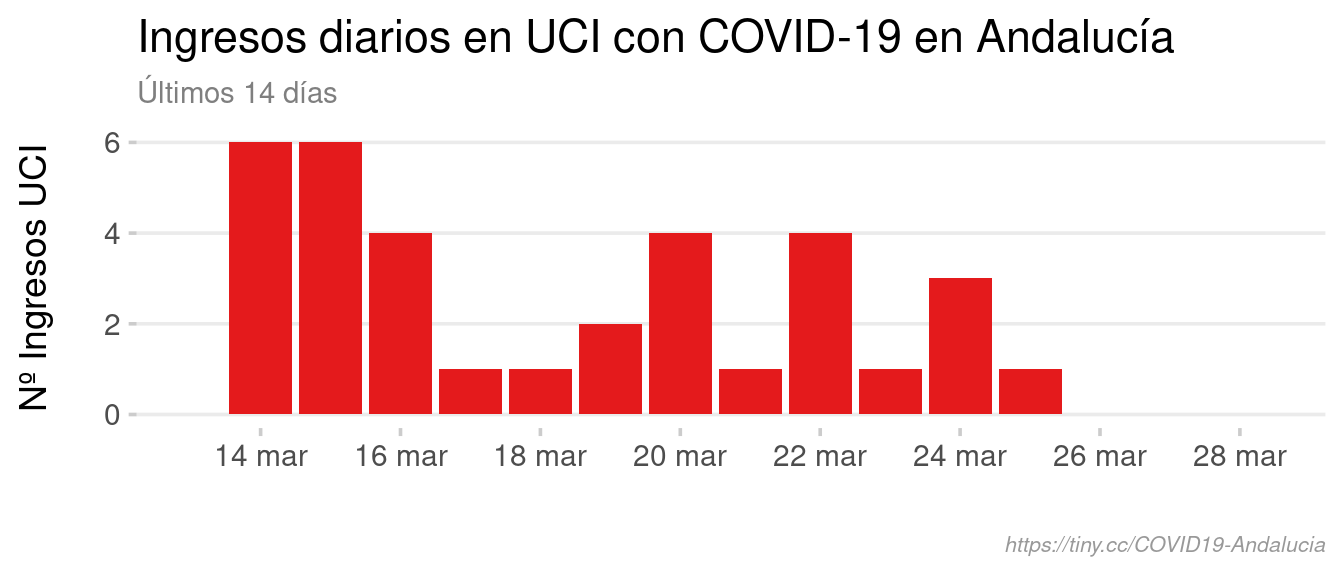 Ingresos diarios en UCI con COVID-19 en Andalucía
Últimos 14 días
Nº Ingresos UCI
6
4
2
0
14 mar 16 mar 18 mar 20 mar 22 mar 24 mar 26 mar 28 mar
https://tiny.cc/COVID19-Andalucia